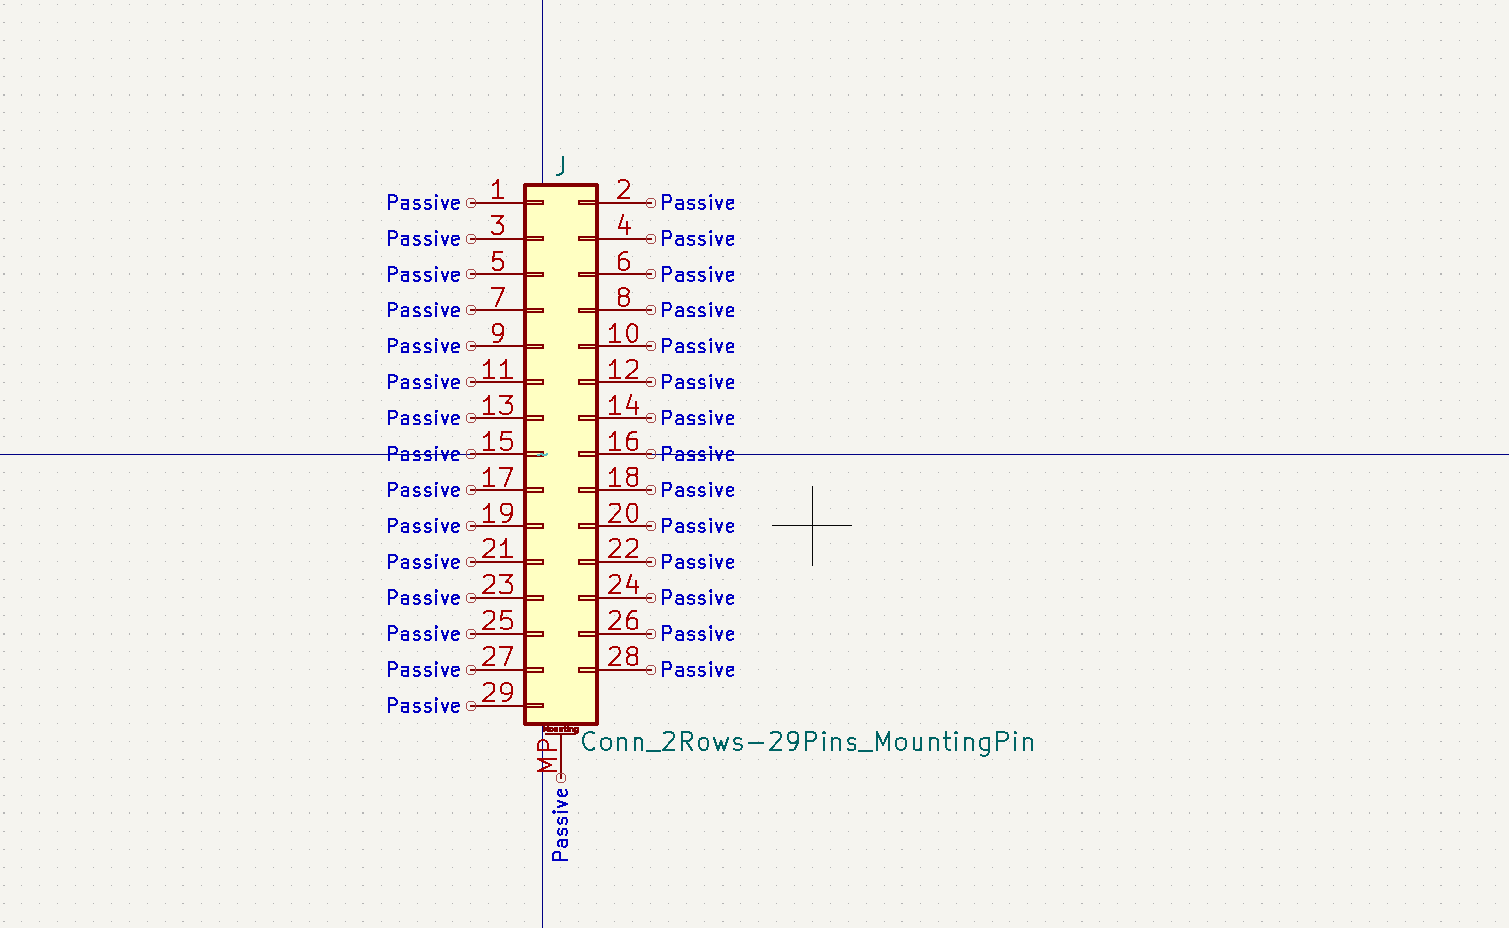 J
Passive 1 2 Passive
Passive 3 4 Passive
Passive 5 6 Passive
Passive 7 8 Passive
Passive 9 10 Passive
Passive 11 12 Passive
Passive 13 14 Passive
Passive 15 16 Passive
Passive 17 18 Passive
Passive 19 20 Passive
Passive 21 22 Passive
Passive 23 24 Passive
Passive 25 26 Passive
Passive 27 28 Passive
Passive 29
Mounting
MP
Conn_2Rows-29Pins_MountingPin
Passive